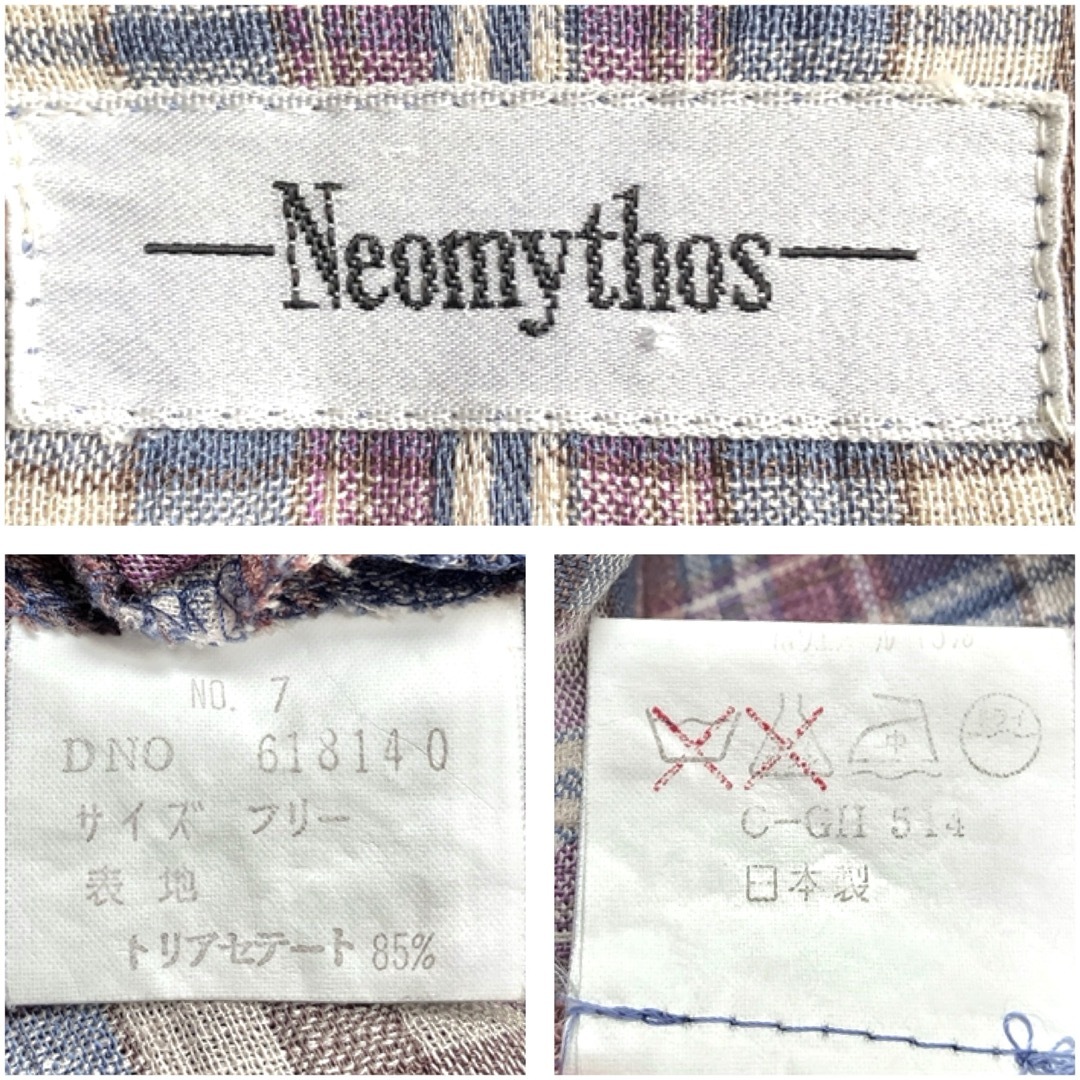 Neomythos
NO. 7
DNO 618140
サイズ フリー
表地
トリアセテート 85%
中
C-GH 514
日本製